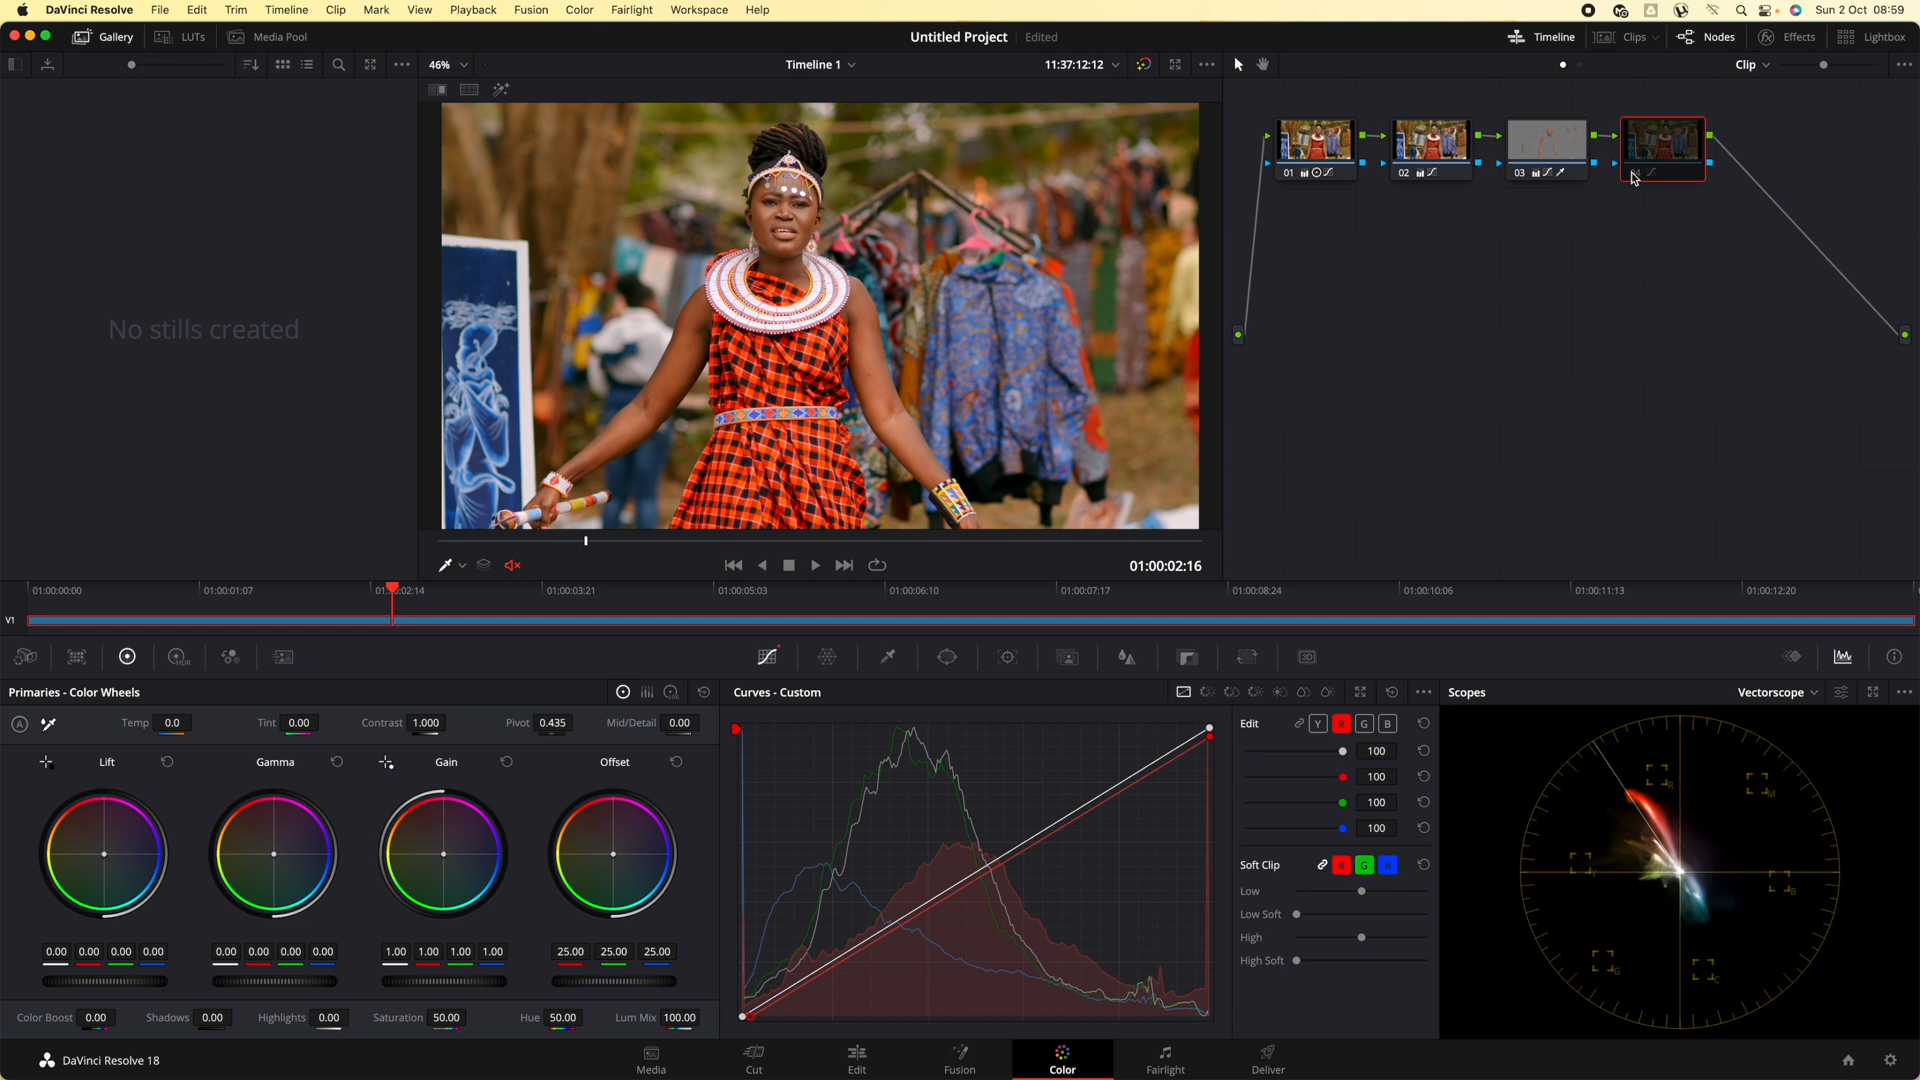 DaVinci Resolve File Edit Trim Timeline Clip Mark View Playback Fusion Color Fairlight Workspace Help Sun 2 Oct 08:59
Gallery LUTs Media Pool Untitled Project Edited Timeline Clips Nodes Effects Lightbox
46% Timeline 1 11:37:12:12 Clip
01 02 03
No stills created
01:00:02:16
01:00:00:00 01:00:01:07 02:14 01:00:03:21 01:00:05:03 01:00:06:10 01:00:07:17 01:00:08:24 01:00:10:06 01:00:11:13 01:00:12:20
V1
HDR 3D
Primaries - Color Wheels LOG Curves - Custom Scopes Vectorscope
A Temp 0.0 Tint 0.00 Contrast 1.000 Pivot 0.435 Mid/Detail 0.00 Edit Y R G B
Lift Gamma Gain Offset
100
100
100
100
Soft Clip R G B
Low
Low Soft
High
High Soft
R M Y B G C
0.00 0.00 0.00 0.00 0.00 0.00 0.00 0.00 1.00 1.00 1.00 1.00 25.00 25.00 25.00
Color Boost 0.00 Shadows 0.00 Highlights 0.00 Saturation 50.00 Hue 50.00 Lum Mix 100.00
DaVinci Resolve 18 Media Cut Edit Fusion Color Fairlight Deliver